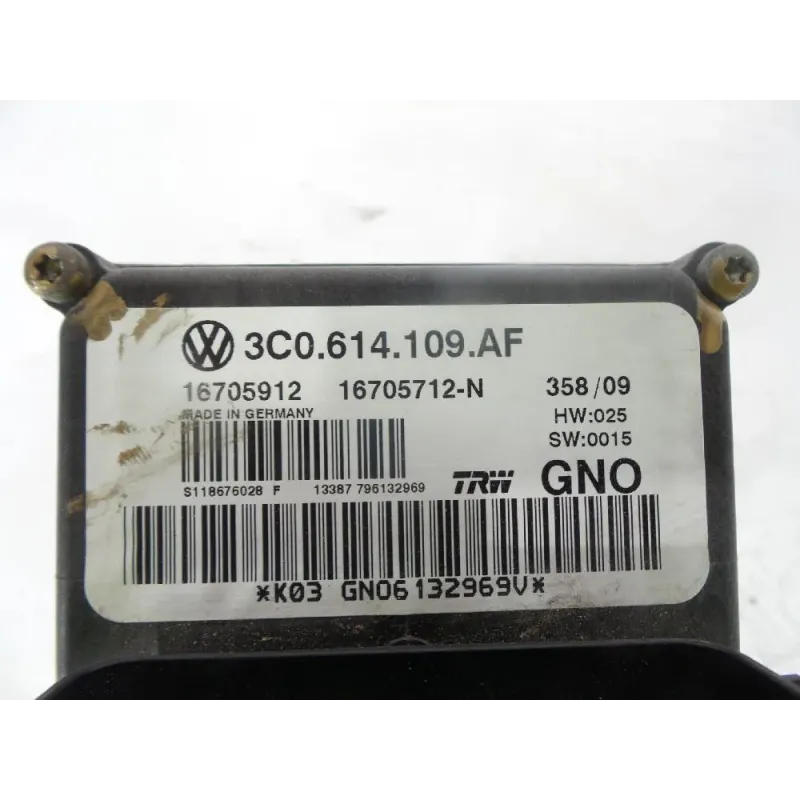 3C0.614.109.AF
16705912 16705712-N 358/09
MADE IN GERMANY HW:025
SW:0015
S118676028 F 13387 796132969 TRW GNO
*K03 GNO6132969V*